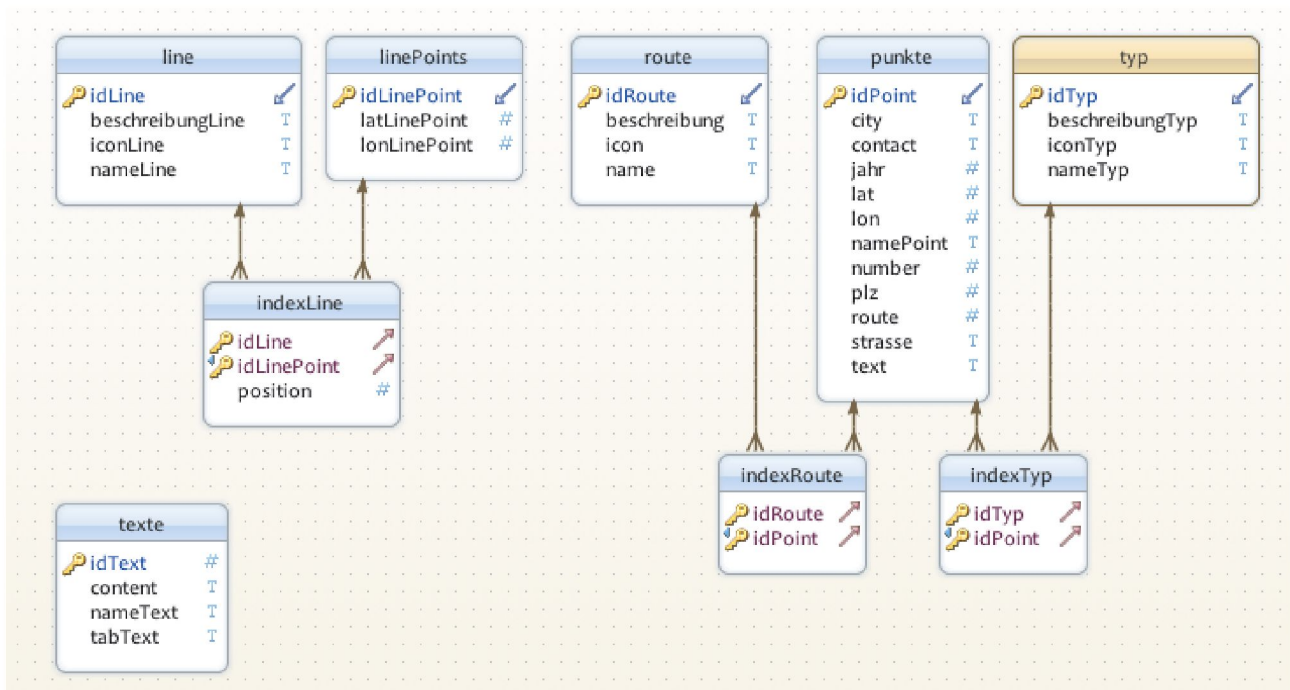 line
idLine
beschreibungLine T
iconLine T
nameLine T
linePoints
idLinePoint
latLinePoint #
lonLinePoint #
route
idRoute
beschreibung T
icon T
name T
punkte
idPoint
city T
contact T
jahr #
lat #
lon #
namePoint T
number #
plz #
route #
strasse T
text T
typ
idTyp
beschreibungTyp T
iconTyp T
nameTyp T
indexLine
idLine
idLinePoint
position #
indexRoute
idRoute
idPoint
indexTyp
idTyp
idPoint
texte
idText #
content T
nameText T
tabText T